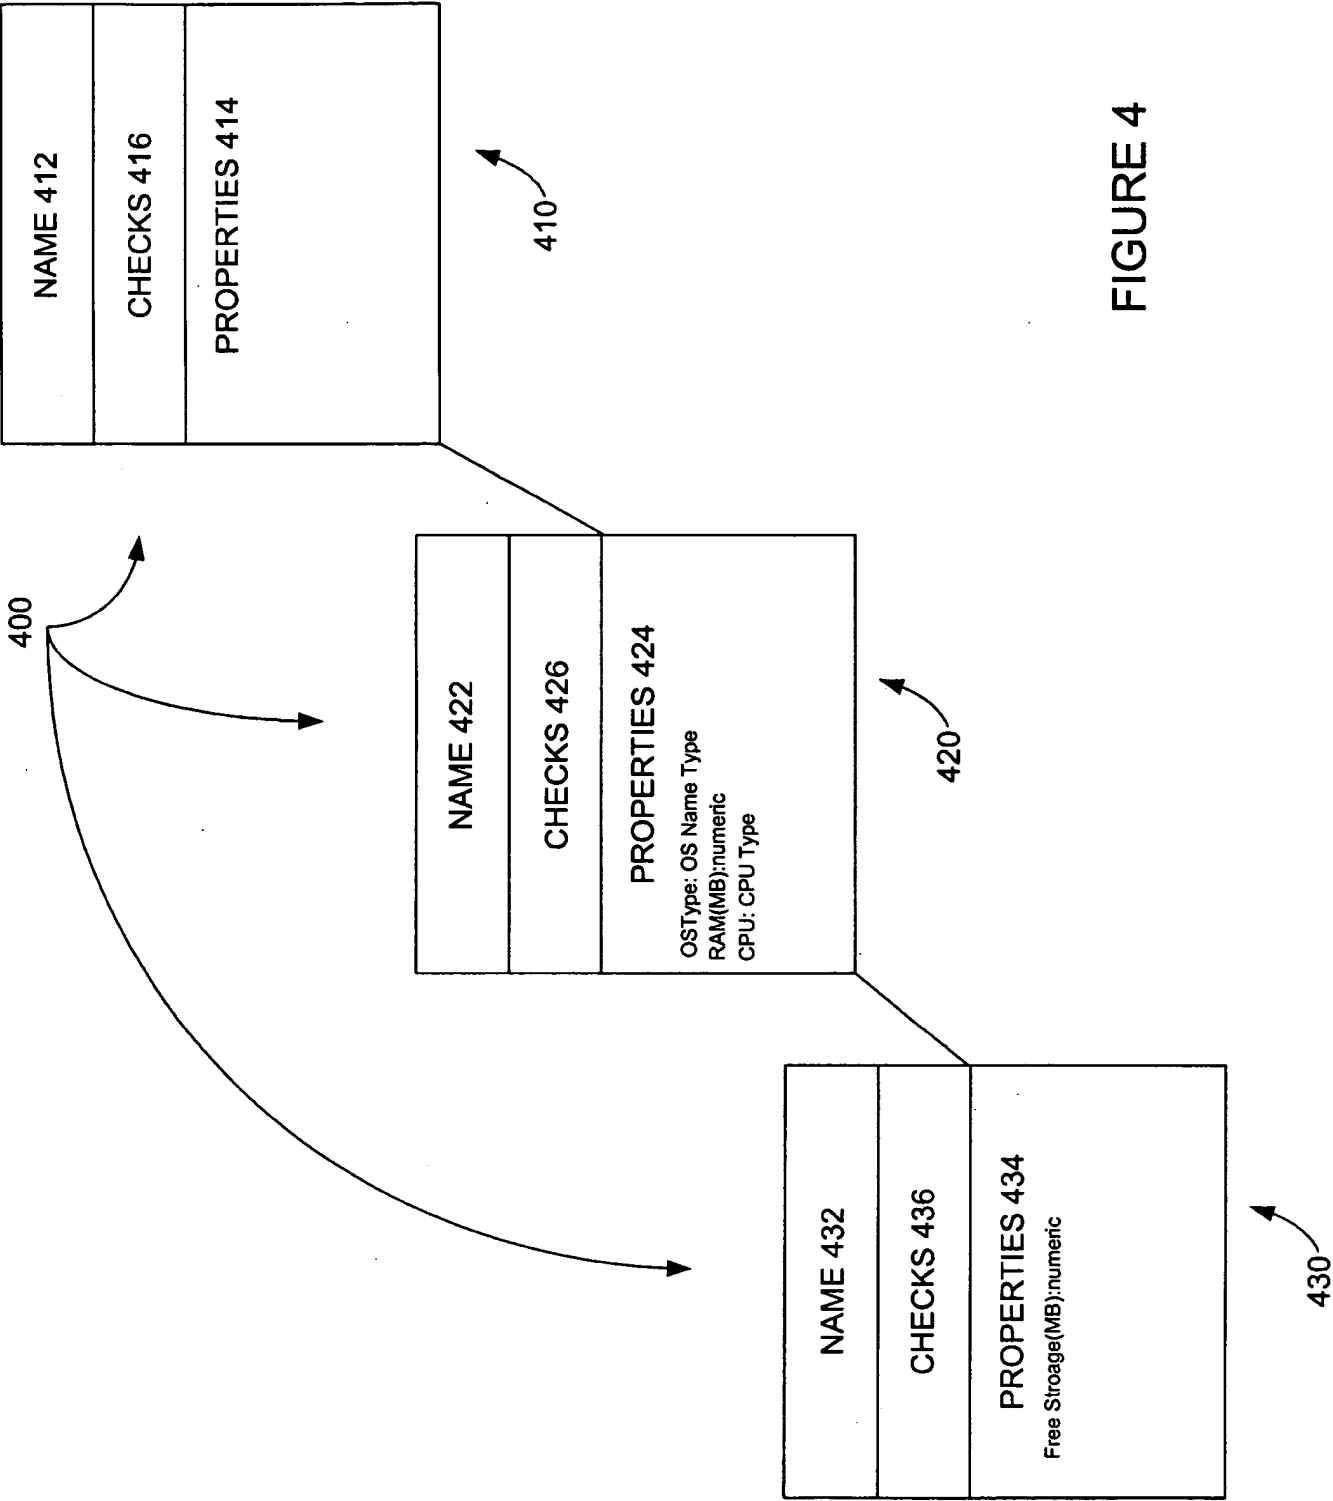 400
NAME 432
CHECKS 436
PROPERTIES 434
Free Stroage(MB):numeric
430
NAME 422
CHECKS 426
PROPERTIES 424
OSType: OS Name Type
RAM(MB):numeric
CPU: CPU Type
420
NAME 412
CHECKS 416
PROPERTIES 414
410
FIGURE 4